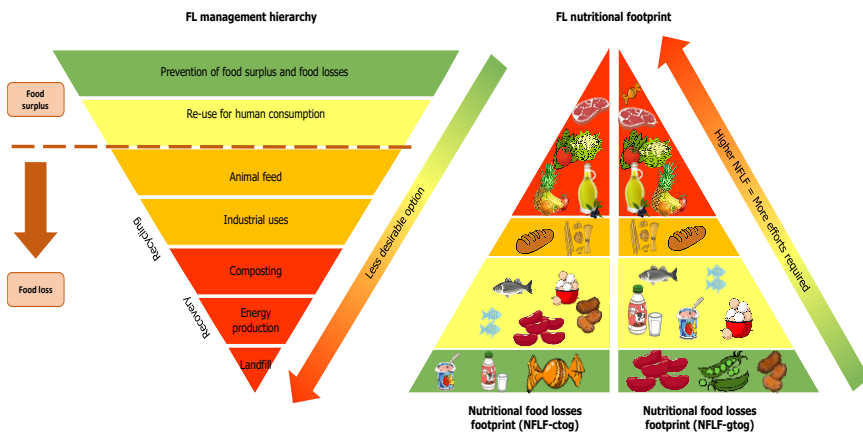 FL management hierarchy
FL nutritional footprint
Food
surplus
Prevention of food surplus and food losses
Re-use for human consumption
Animal feed
Industrial uses
Composting
Energy
production
Landfill
Food loss
Recycling
Recovery
Less desirable option
Higher NFLF = More efforts required
Nutritional food losses
footprint (NFLF-ctog)
Nutritional food losses
footprint (NFLF-gtog)